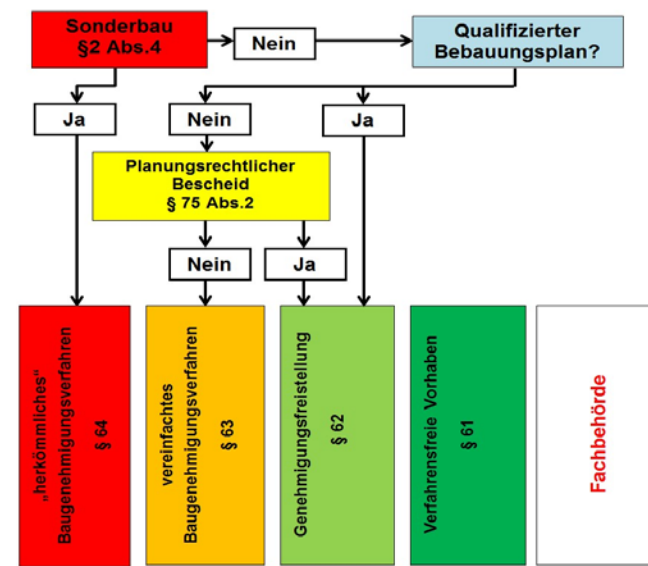 Sonderbau
§2 Abs.4
Nein
Qualifizierter
Bebauungsplan?
Ja
Nein
Ja
Planungsrechtlicher
Bescheid
§ 75 Abs.2
Nein
Ja
„herkömmliches“
Baugenehmigungsverfahren
§ 64
vereinfachtes
Baugenehmigungsverfahren
§ 63
Genehmigungsfreistellung
§ 62
Verfahrensfreie Vorhaben
§ 61
Fachbehörde